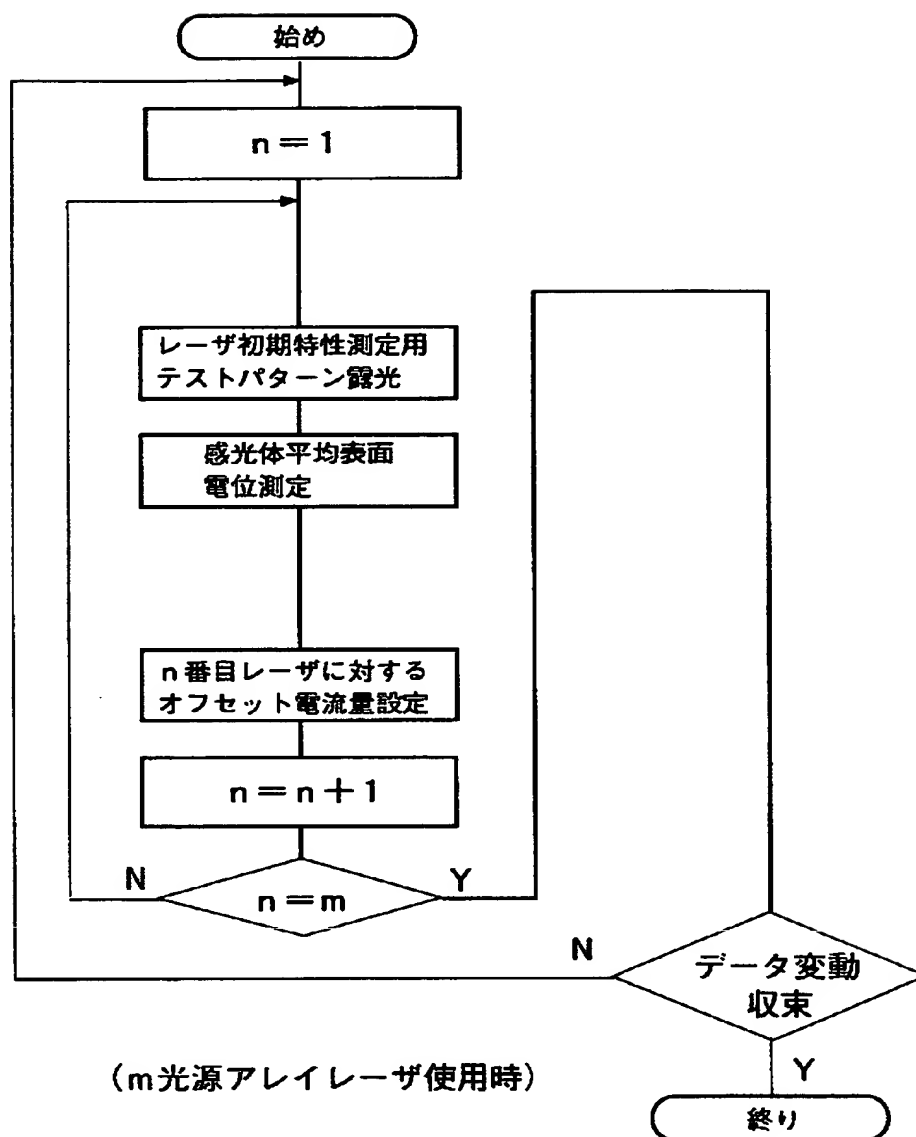 始め
n＝1
レーザ初期特性測定用
テストパターン露光
感光体平均表面
電位測定
n番目レーザに対する
オフセット電流量設定
n＝n＋1
N
n＝m
Y
N
データ変動
収束
Y
（m光源アレイレーザ使用時）
終り